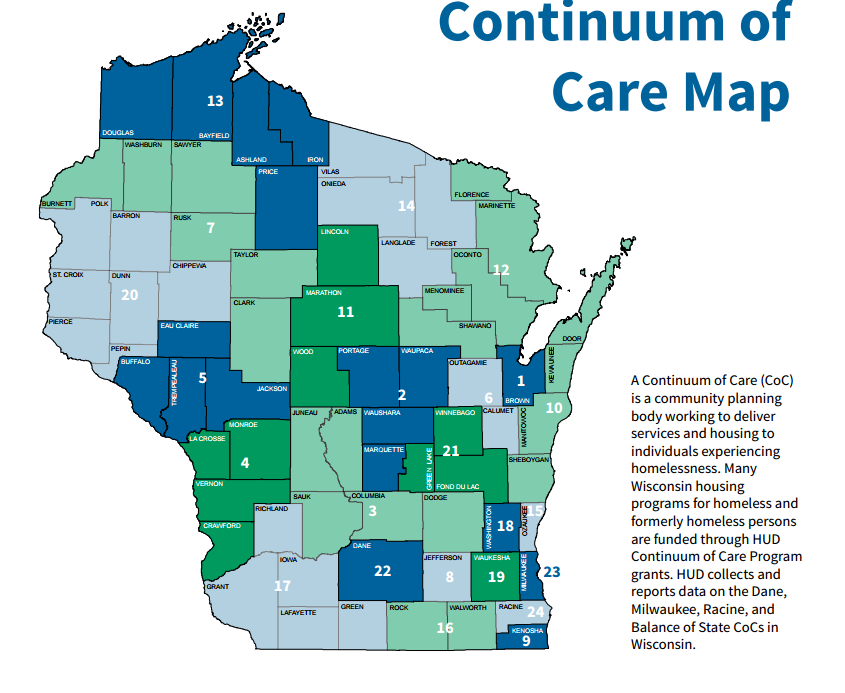 Continuum of
Care Map
13
DOUGLAS
BAYFIELD
ASHLAND
IRON
WASHBURN
SAWYER
PRICE
VILAS
ONIEDA
FLORENCE
BURNETT
POLK
MARINETTE
14
BARRON
RUSK
7
LINCOLN
LANGLADE
FOREST
TAYLOR
OCONTO
12
CHIPPEWA
ST. CROIX
DUNN
20
MENOMINEE
MARATHON
CLARK
11
PIERCE
EAU CLAIRE
SHAWANO
DOOR
PEPIN
WOOD
PORTAGE
WAUPACA
KEWAUNEE
BUFFALO
TREMPEALEAU
5
OUTAGAMIE
1
JACKSON
2
6
BROWN
10
JUNEAU
ADAMS
WAUSHARA
WINNEBAGO
CALUMET
MANITOWOC
MONROE
LA CROSSE
4
MARQUETTE
GREEN LAKE
21
SHEBOYGAN
VERNON
FOND DU LAC
SAUK
COLUMBIA
DODGE
RICHLAND
3
WASHINGTON
OZAUKEE
15
CRAWFORD
18
DANE
IOWA
JEFFERSON
WAUKESHA
MILWAUKEE
23
22
8
19
GRANT
17
LAFAYETTE
GREEN
ROCK
WALWORTH
RACINE
24
16
KENOSHA
9
A Continuum of Care (CoC)
is a community planning
body working to deliver
services and housing to
individuals experiencing
homelessness. Many
Wisconsin housing
programs for homeless and
formerly homeless persons
are funded through HUD
Continuum of Care Program
grants. HUD collects and
reports data on the Dane,
Milwaukee, Racine, and
Balance of State CoCs in
Wisconsin.